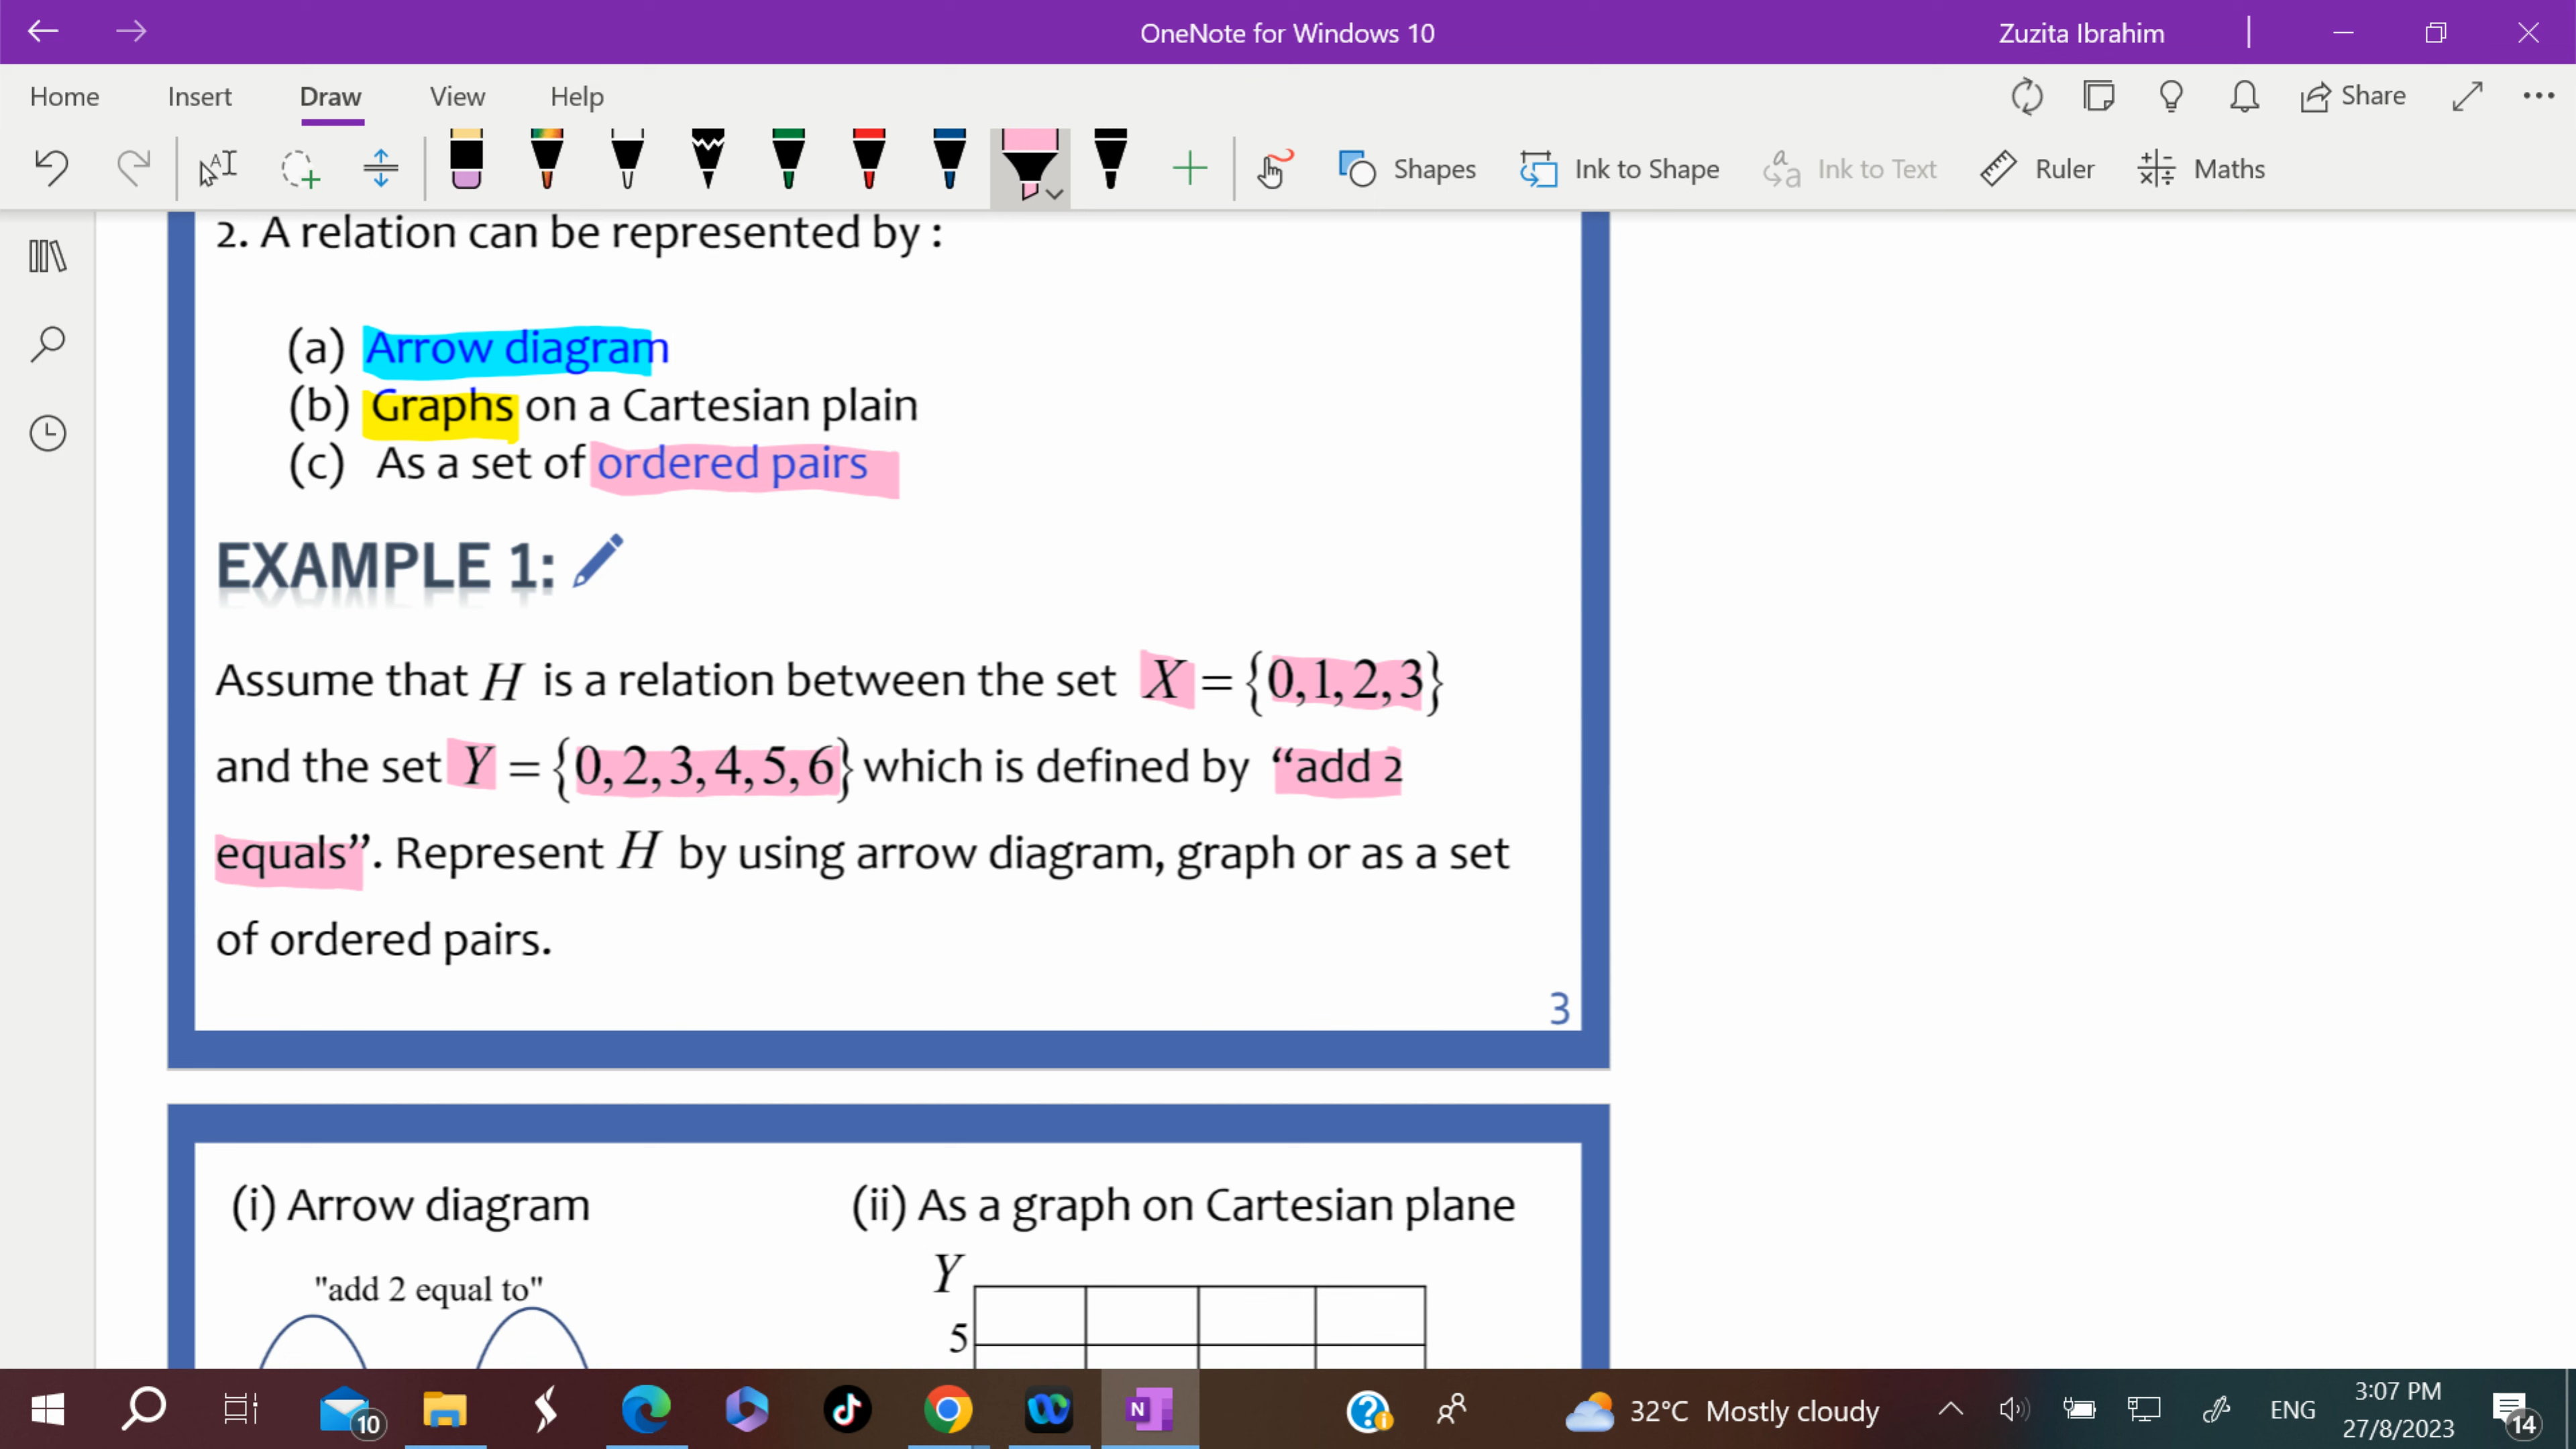 OneNote for Windows 10
Zuzita Ibrahim
Home Insert Draw View Help
Share
Shapes Ink to Shape Ink to Text Ruler Maths
2. A relation can be represented by :
(a) Arrow diagram
(b) Graphs on a Cartesian plain
(c) As a set of ordered pairs
EXAMPLE 1:
Assume that H is a relation between the set X = {0,1,2,3}
and the set Y = {0,2,3,4,5,6} which is defined by “add 2
equals”. Represent H by using arrow diagram, graph or as a set
of ordered pairs.
3
(i) Arrow diagram
(ii) As a graph on Cartesian plane
"add 2 equal to"
Y
5
10
N
32°C Mostly cloudy
ENG
3:07 PM
27/8/2023
14